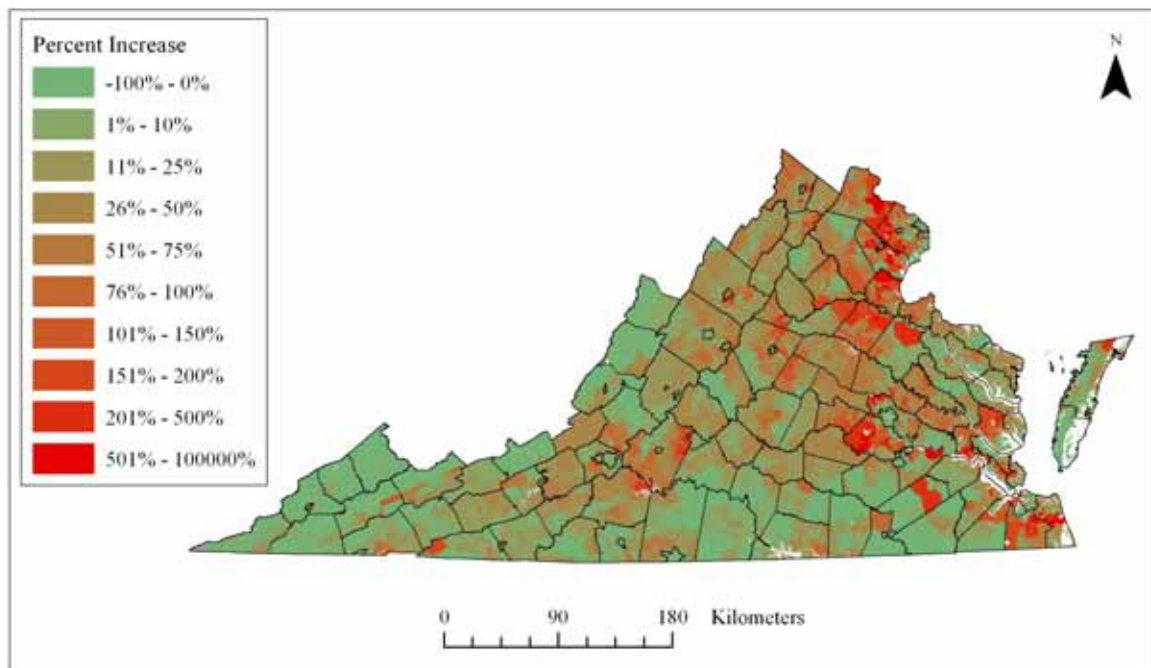 Percent Increase
-100% - 0%
1% - 10%
11% - 25%
26% - 50%
51% - 75%
76% - 100%
101% - 150%
151% - 200%
201% - 500%
501% - 100000%
N
0 90 180 Kilometers